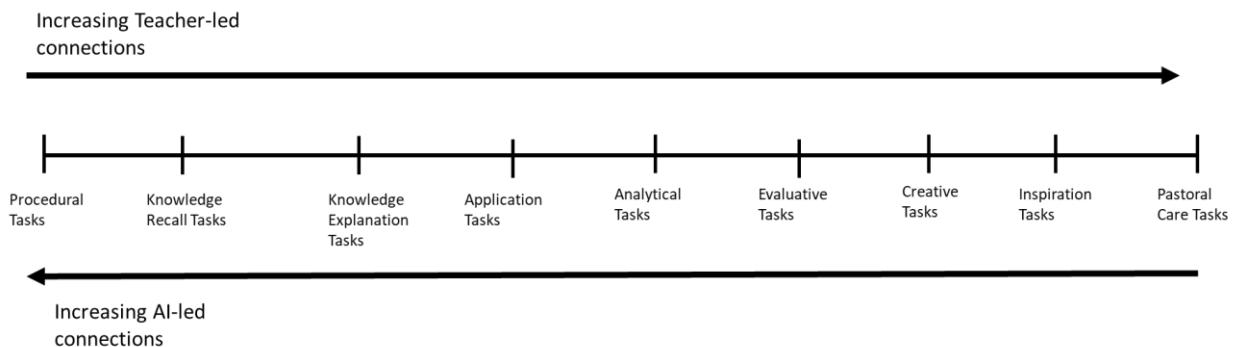 Increasing Teacher-led
connections
Procedural
Tasks
Knowledge
Recall Tasks
Knowledge
Explanation
Tasks
Application
Tasks
Analytical
Tasks
Evaluative
Tasks
Creative
Tasks
Inspiration
Tasks
Pastoral
Care Tasks
Increasing AI-led
connections